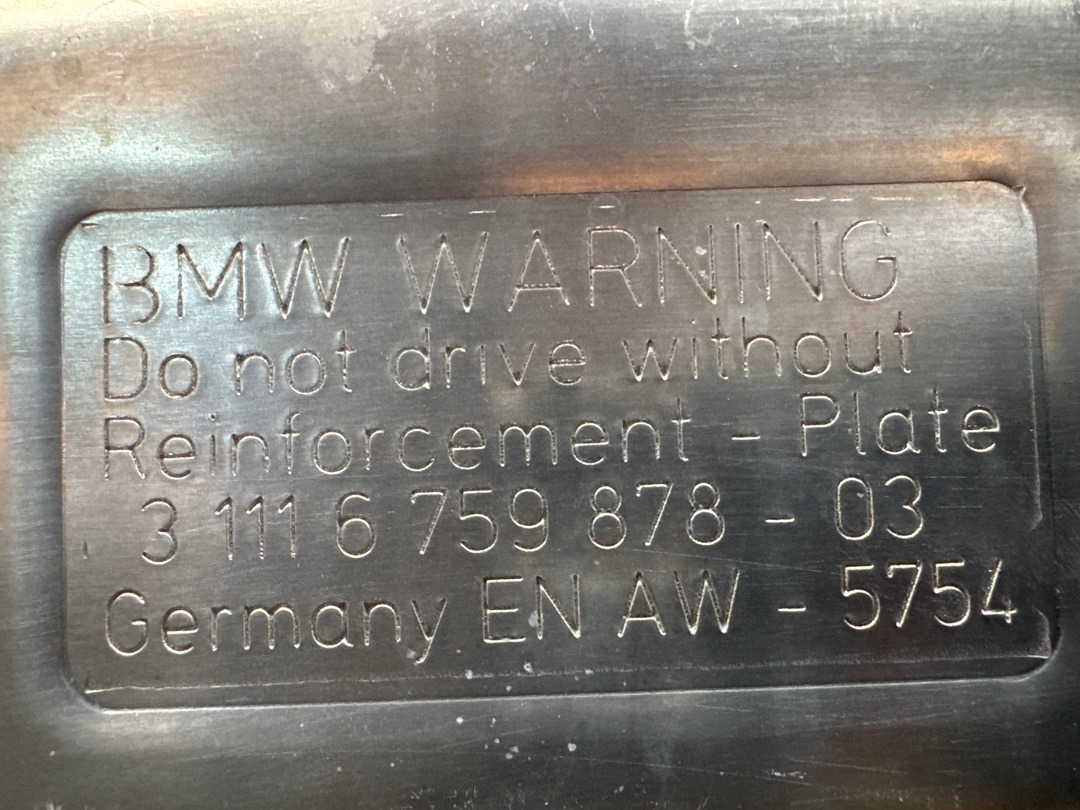 BMW WARNING
Do not drive without
Reinforcement - Plate
3 111 6 759 878 - 03
Germany EN AW - 5754